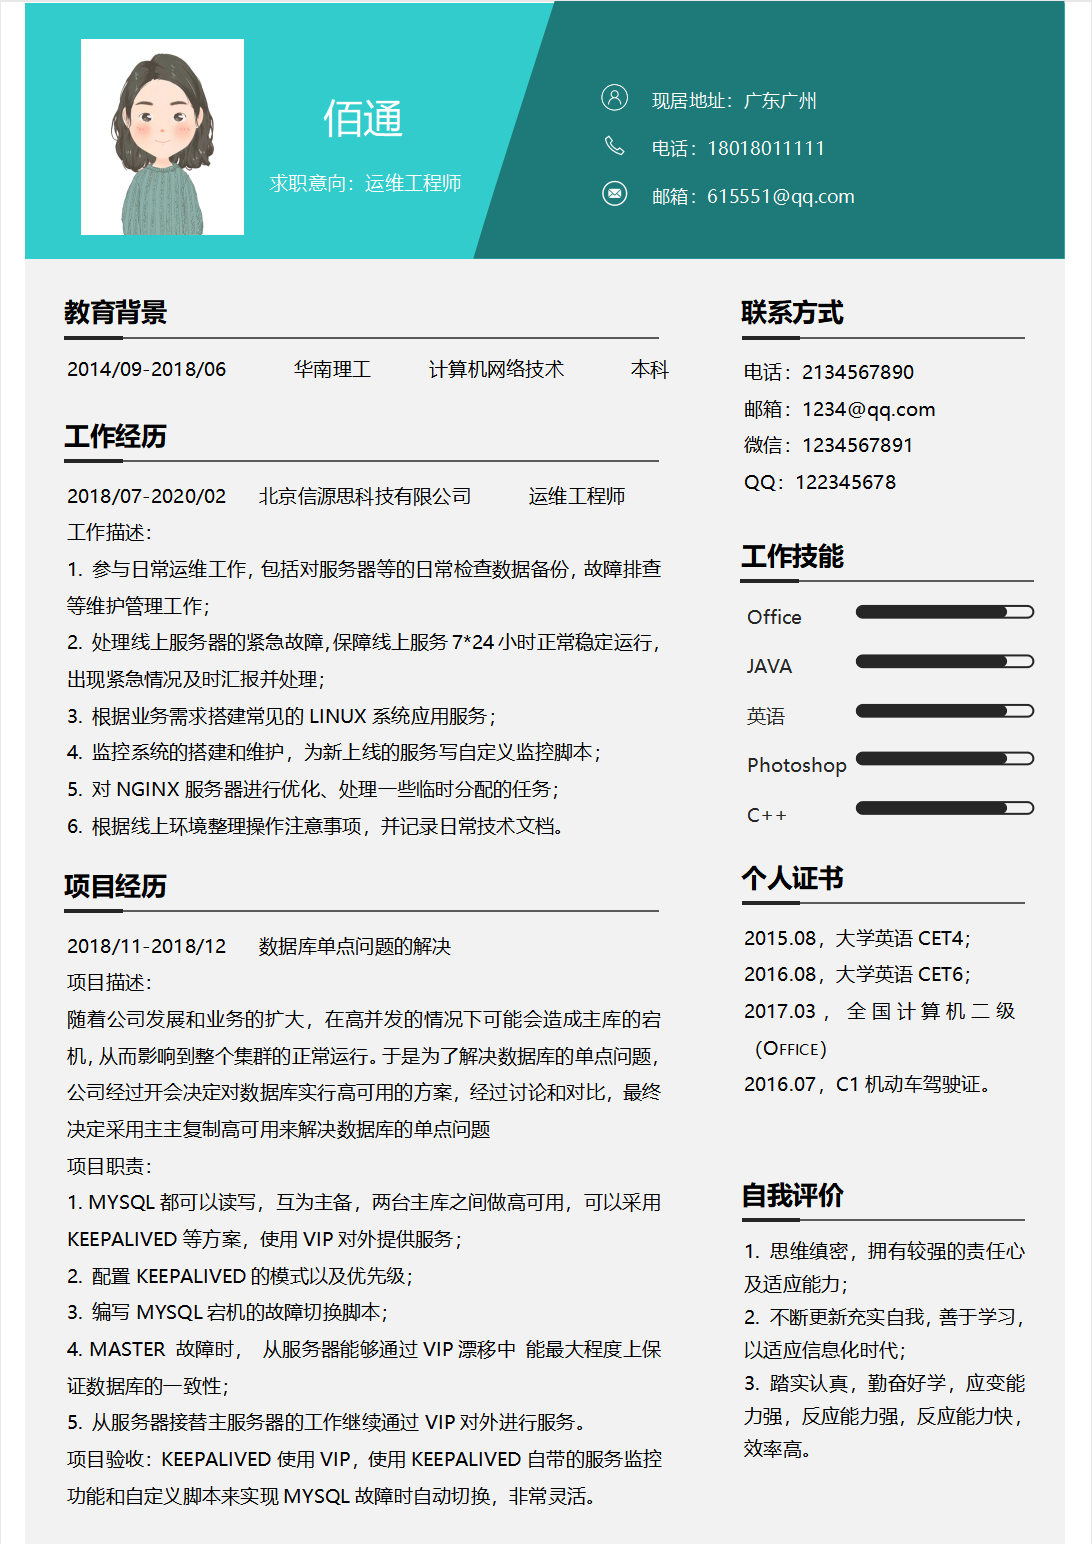 佰通
求职意向：运维工程师
现居地址：广东广州
电话：18018011111
邮箱：615551@qq.com
教育背景
2014/09-2018/06 华南理工 计算机网络技术 本科
工作经历
2018/07-2020/02 北京信源思科技有限公司 运维工程师
工作描述：
1. 参与日常运维工作，包括对服务器等的日常检查数据备份，故障排查
等维护管理工作；
2. 处理线上服务器的紧急故障，保障线上服务 7*24 小时正常稳定运行，
出现紧急情况及时汇报并处理；
3. 根据业务需求搭建常见的 LINUX 系统应用服务；
4. 监控系统的搭建和维护，为新上线的服务写自定义监控脚本；
5. 对 NGINX 服务器进行优化、处理一些临时分配的任务；
6. 根据线上环境整理操作注意事项，并记录日常技术文档。
项目经历
2018/11-2018/12 数据库单点问题的解决
项目描述：
随着公司发展和业务的扩大，在高并发的情况下可能会造成主库的宕
机，从而影响到整个集群的正常运行。于是为了解决数据库的单点问题，
公司经过开会决定对数据库实行高可用的方案，经过讨论和对比，最终
决定采用主主复制高可用来解决数据库的单点问题
项目职责：
1. MYSQL 都可以读写，互为主备，两台主库之间做高可用，可以采用
KEEPALIVED 等方案，使用 VIP 对外提供服务；
2. 配置 KEEPALIVED 的模式以及优先级；
3. 编写 MYSQL 宕机的故障切换脚本；
4. MASTER 故障时， 从服务器能够通过 VIP 漂移中 能最大程度上保
证数据库的一致性；
5. 从服务器接替主服务器的工作继续通过 VIP 对外进行服务。
项目验收：KEEPALIVED 使用 VIP，使用 KEEPALIVED 自带的服务监控
功能和自定义脚本来实现 MYSQL 故障时自动切换，非常灵活。
联系方式
电话：2134567890
邮箱：1234@qq.com
微信：1234567891
QQ：122345678
工作技能
Office
JAVA
英语
Photoshop
C++
个人证书
2015.08，大学英语 CET4；
2016.08，大学英语 CET6；
2017.03，全国计算机二级
（OFFICE）
2016.07，C1 机动车驾驶证。
自我评价
1. 思维缜密，拥有较强的责任心
及适应能力；
2. 不断更新充实自我，善于学习，
以适应信息化时代；
3. 踏实认真，勤奋好学，应变能
力强，反应能力强，反应能力快，
效率高。